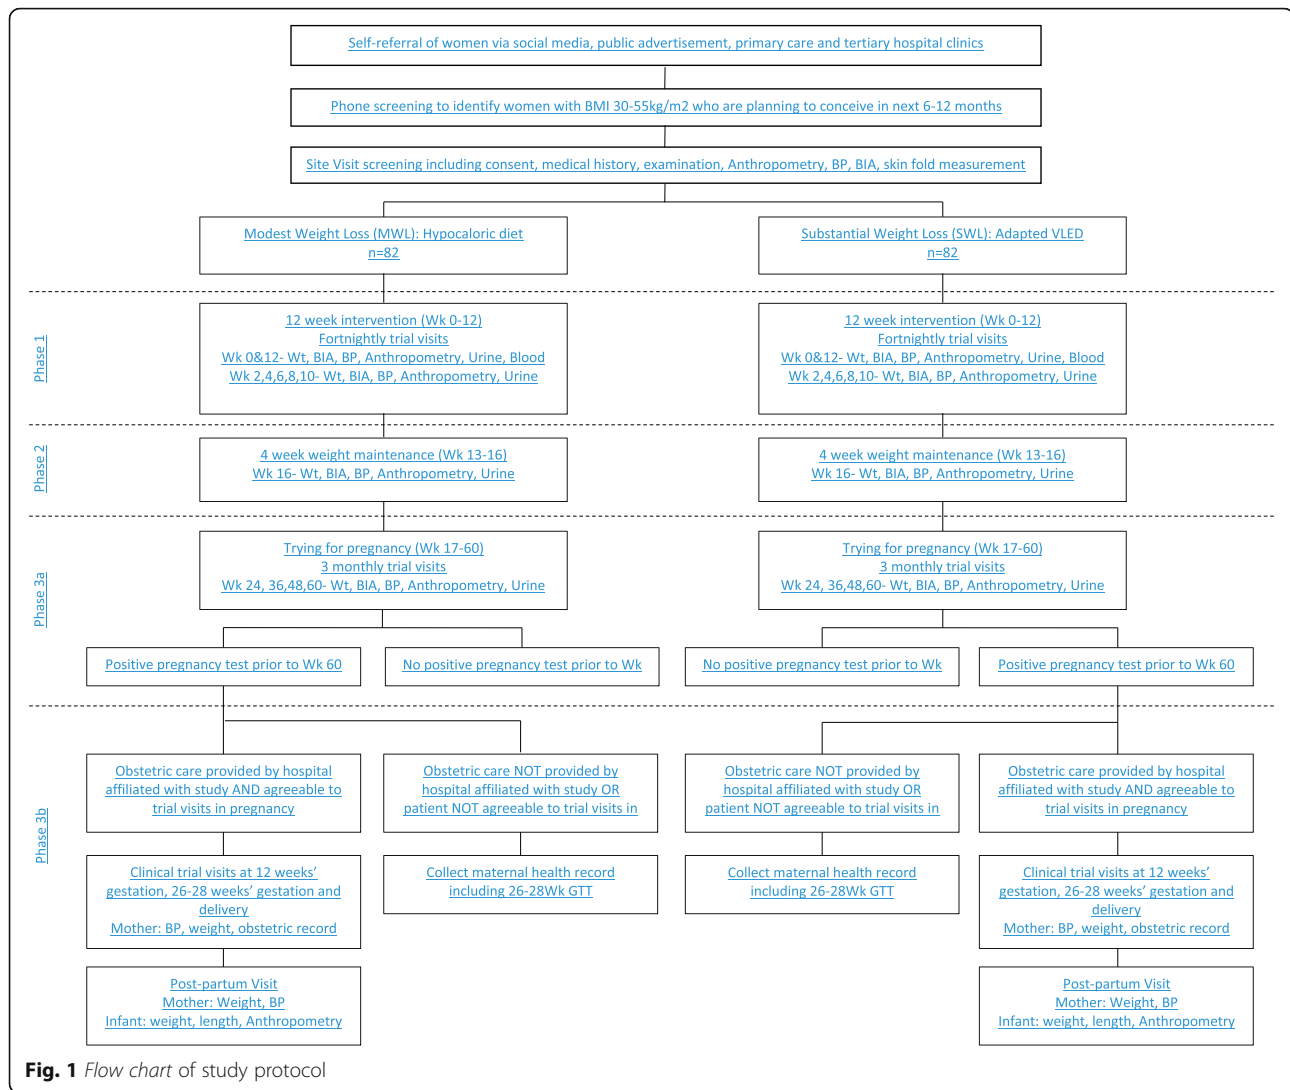 Self-referral of women via social media, public advertisement, primary care and tertiary hospital clinics
Phone screening to identify women with BMI 30-55kg/m2 who are planning to conceive in next 6-12 months
Site Visit screening including consent, medical history, examination, Anthropometry, BP, BIA, skin fold measurement
Modest Weight Loss (MWL): Hypocaloric diet
n=82
Substantial Weight Loss (SWL): Adapted VLED
n=82
Phase 1
12 week intervention (Wk 0-12)
Fortnightly trial visits
Wk 0&12- Wt, BIA, BP, Anthropometry, Urine, Blood
Wk 2,4,6,8,10- Wt, BIA, BP, Anthropometry, Urine
12 week intervention (Wk 0-12)
Fortnightly trial visits
Wk 0&12- Wt, BIA, BP, Anthropometry, Urine, Blood
Wk 2,4,6,8,10- Wt, BIA, BP, Anthropometry, Urine
Phase 2
4 week weight maintenance (Wk 13-16)
Wk 16- Wt, BIA, BP, Anthropometry, Urine
4 week weight maintenance (Wk 13-16)
Wk 16- Wt, BIA, BP, Anthropometry, Urine
Phase 3a
Trying for pregnancy (Wk 17-60)
3 monthly trial visits
Wk 24, 36,48,60- Wt, BIA, BP, Anthropometry, Urine
Trying for pregnancy (Wk 17-60)
3 monthly trial visits
Wk 24, 36,48,60- Wt, BIA, BP, Anthropometry, Urine
Positive pregnancy test prior to Wk 60
No positive pregnancy test prior to Wk
No positive pregnancy test prior to Wk
Positive pregnancy test prior to Wk 60
Phase 3b
Obstetric care provided by hospital
affiliated with study AND agreeable to
trial visits in pregnancy
Obstetric care NOT provided by
hospital affiliated with study OR
patient NOT agreeable to trial visits in
Obstetric care NOT provided by
hospital affiliated with study OR
patient NOT agreeable to trial visits in
Obstetric care provided by hospital
affiliated with study AND agreeable to
trial visits in pregnancy
Clinical trial visits at 12 weeks'
gestation, 26-28 weeks' gestation and
delivery
Mother: BP, weight, obstetric record
Collect maternal health record
including 26-28Wk GTT
Collect maternal health record
including 26-28Wk GTT
Clinical trial visits at 12 weeks'
gestation, 26-28 weeks' gestation and
delivery
Mother: BP, weight, obstetric record
Post-partum Visit
Mother: Weight, BP
Infant: weight, length, Anthropometry
Post-partum Visit
Mother: Weight, BP
Infant: weight, length, Anthropometry
Fig. 1 Flow chart of study protocol